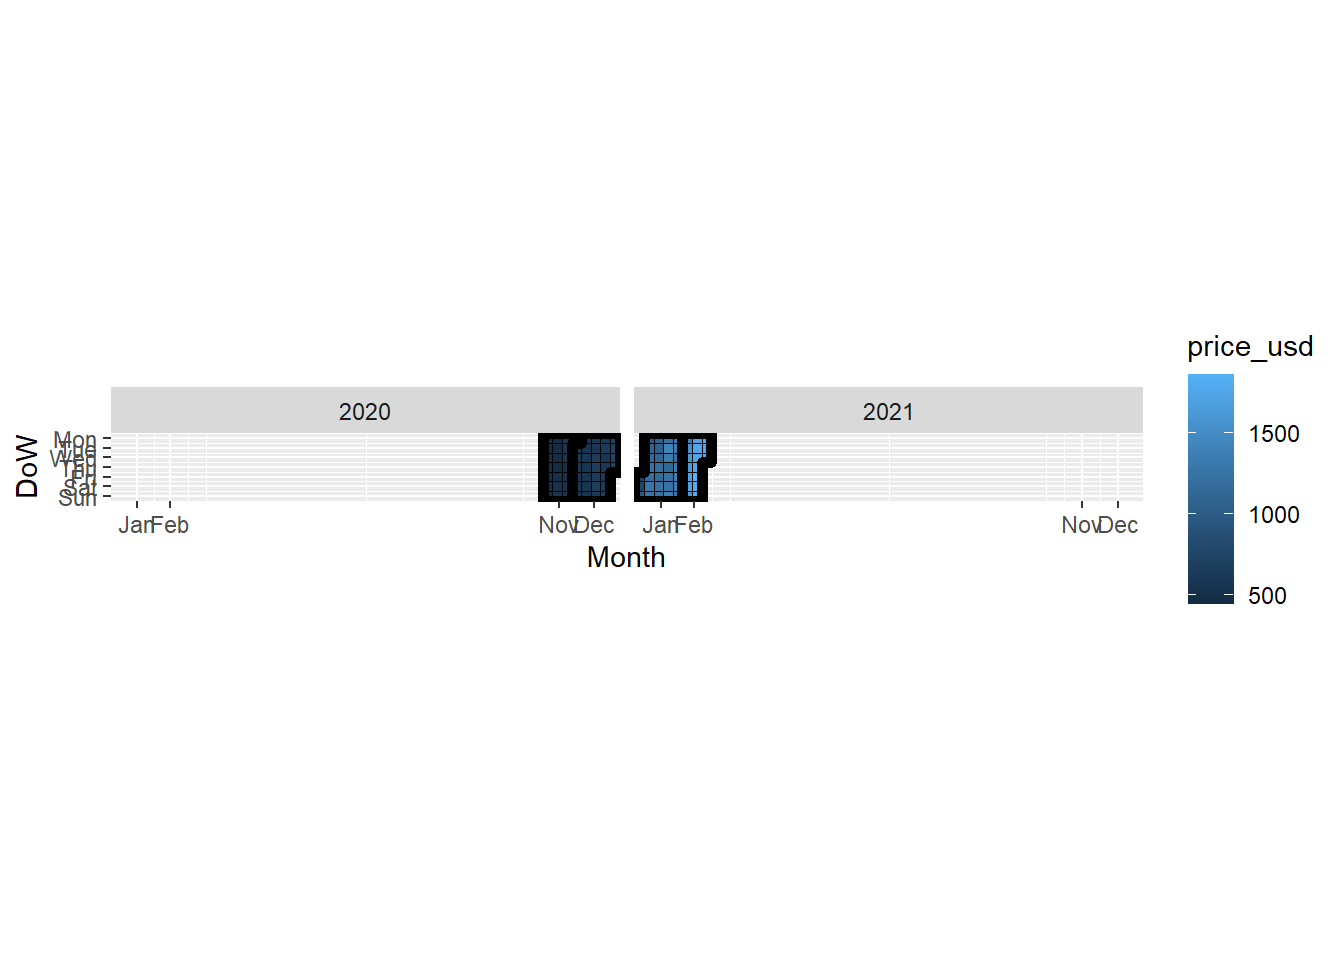 price_usd
2020
2021
1500
1000
500
DoW
Mon
Tue
Wed
Thu
Fri
Sat
Sun
Jan Feb Nov Dec Jan Feb Nov Dec
Month